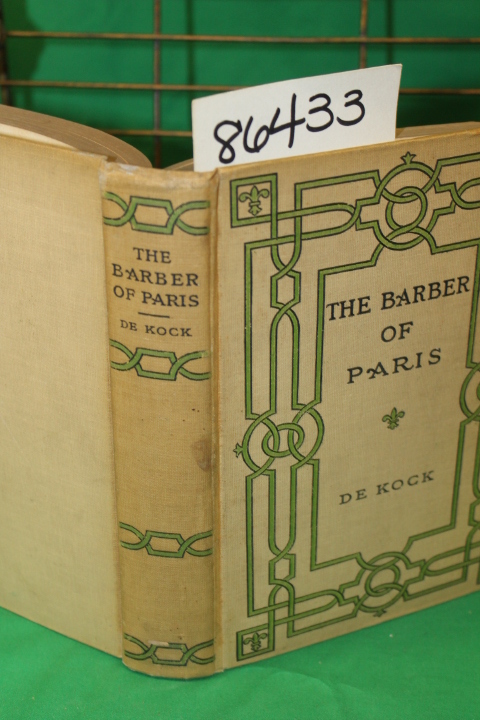 86433
THE
BARBER
OF PARIS
DE KOCK
THE BARBER
OF
PARIS
DE KOCK